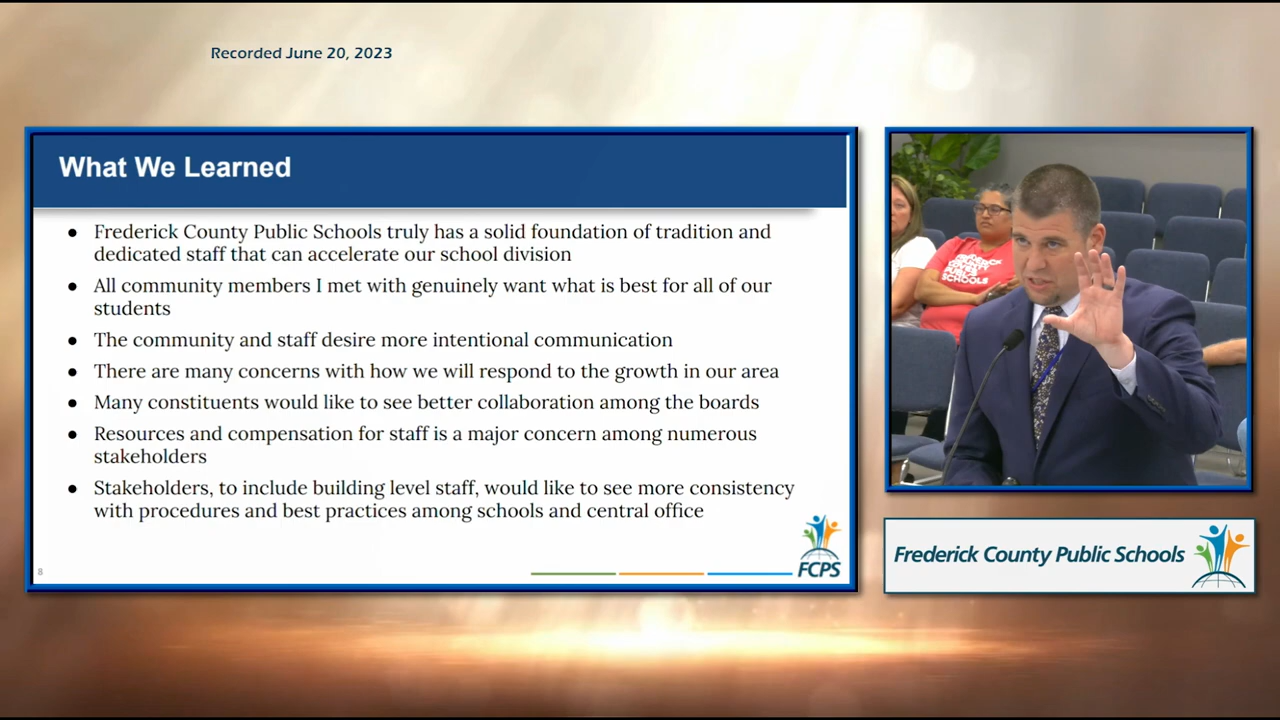 Recorded June 20, 2023
What We Learned
● Frederick County Public Schools truly has a solid foundation of tradition and
dedicated staff that can accelerate our school division
● All community members I met with genuinely want what is best for all of our
students
● The community and staff desire more intentional communication
● There are many concerns with how we will respond to the growth in our area
● Many constituents would like to see better collaboration among the boards
● Resources and compensation for staff is a major concern among numerous
stakeholders
● Stakeholders, to include building level staff, would like to see more consistency
with procedures and best practices among schools and central office
8
FCPS
FREDERICK
COUNTY
PUBLIC
SCHOOLS
Frederick County Public Schools